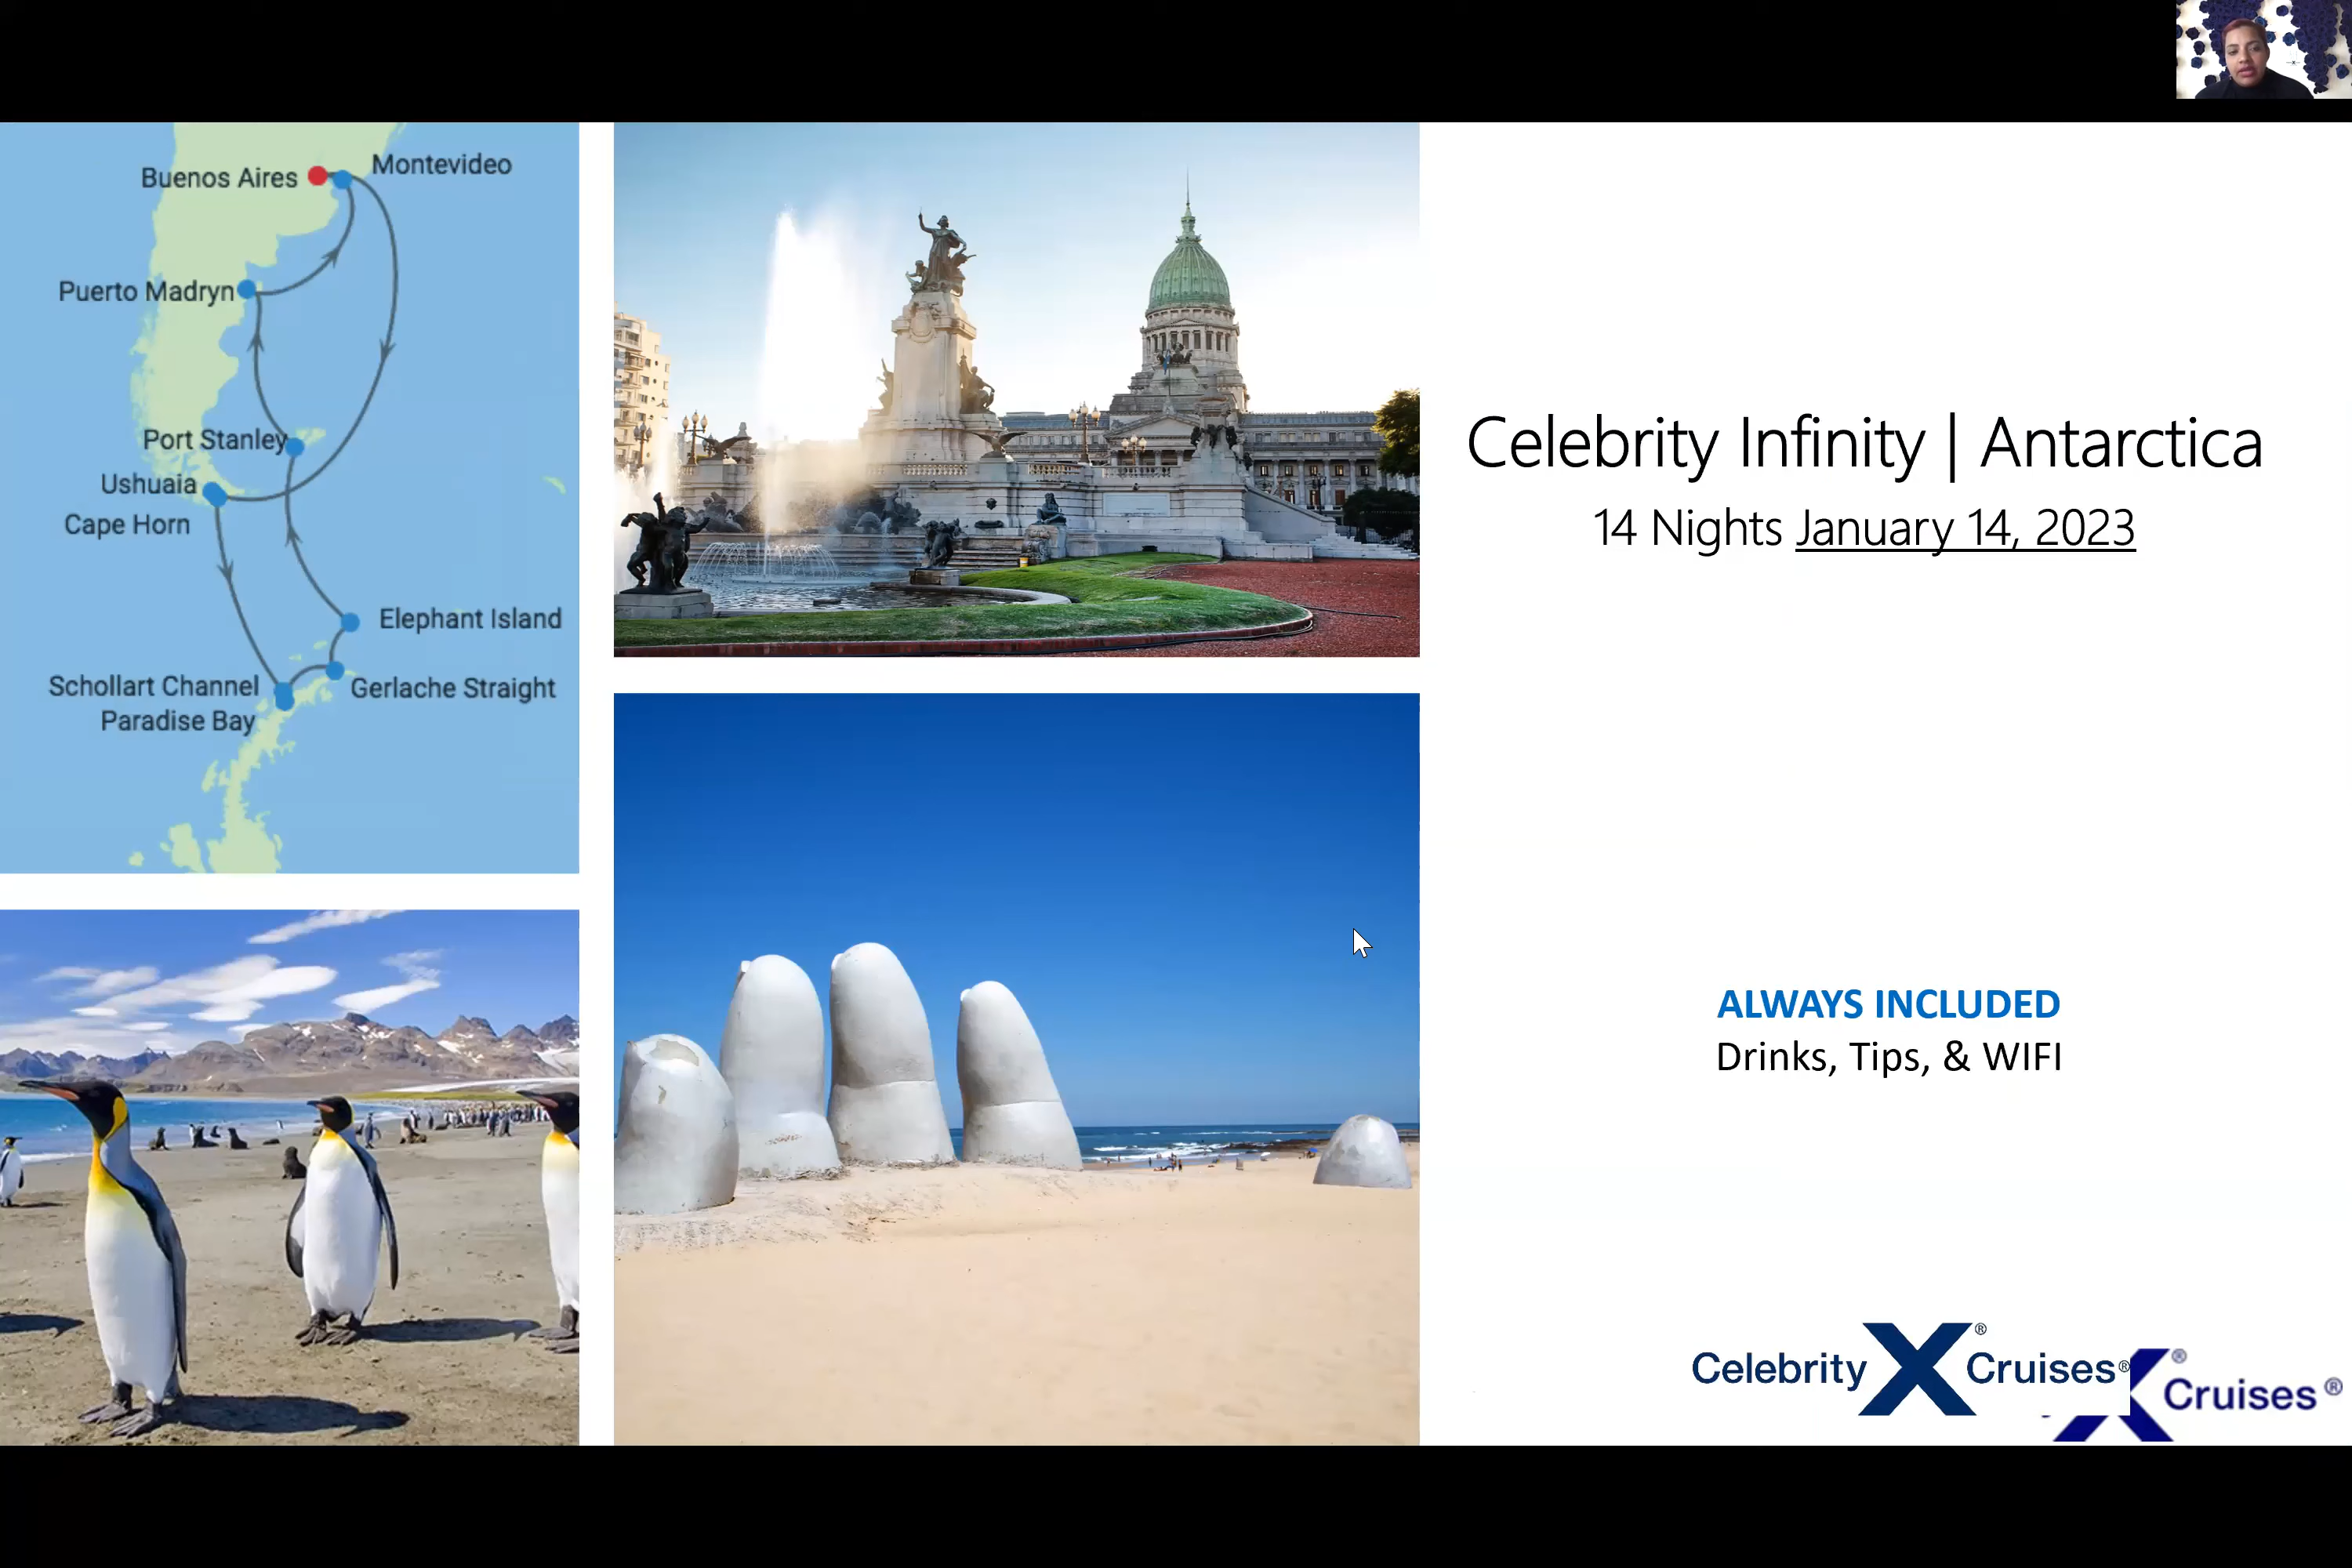 Buenos Aires
Montevideo
Puerto Madryn
Port Stanley
Ushuaia
Cape Horn
Elephant Island
Schollart Channel
Gerlache Straight
Paradise Bay
Celebrity Infinity | Antarctica
14 Nights January 14, 2023
ALWAYS INCLUDED
Drinks, Tips, & WIFI
Celebrity X® Cruises®
X® Cruises®